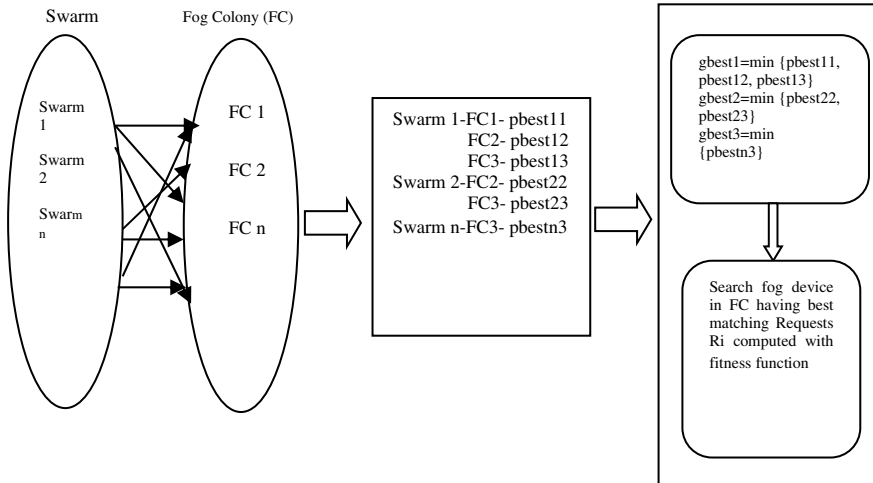 Swarm
Fog Colony (FC)
Swarm
1
Swarm
2
Swarm
n
FC 1
FC 2
FC n
Swarm 1-FC1- pbest11
FC2- pbest12
FC3- pbest13
Swarm 2-FC2- pbest22
FC3- pbest23
Swarm n-FC3- pbestn3
gbest1=min {pbest11,
pbest12, pbest13}
gbest2=min {pbest22,
pbest23}
gbest3=min
{pbestn3}
Search fog device
in FC having best
matching Requests
Ri computed with
fitness function